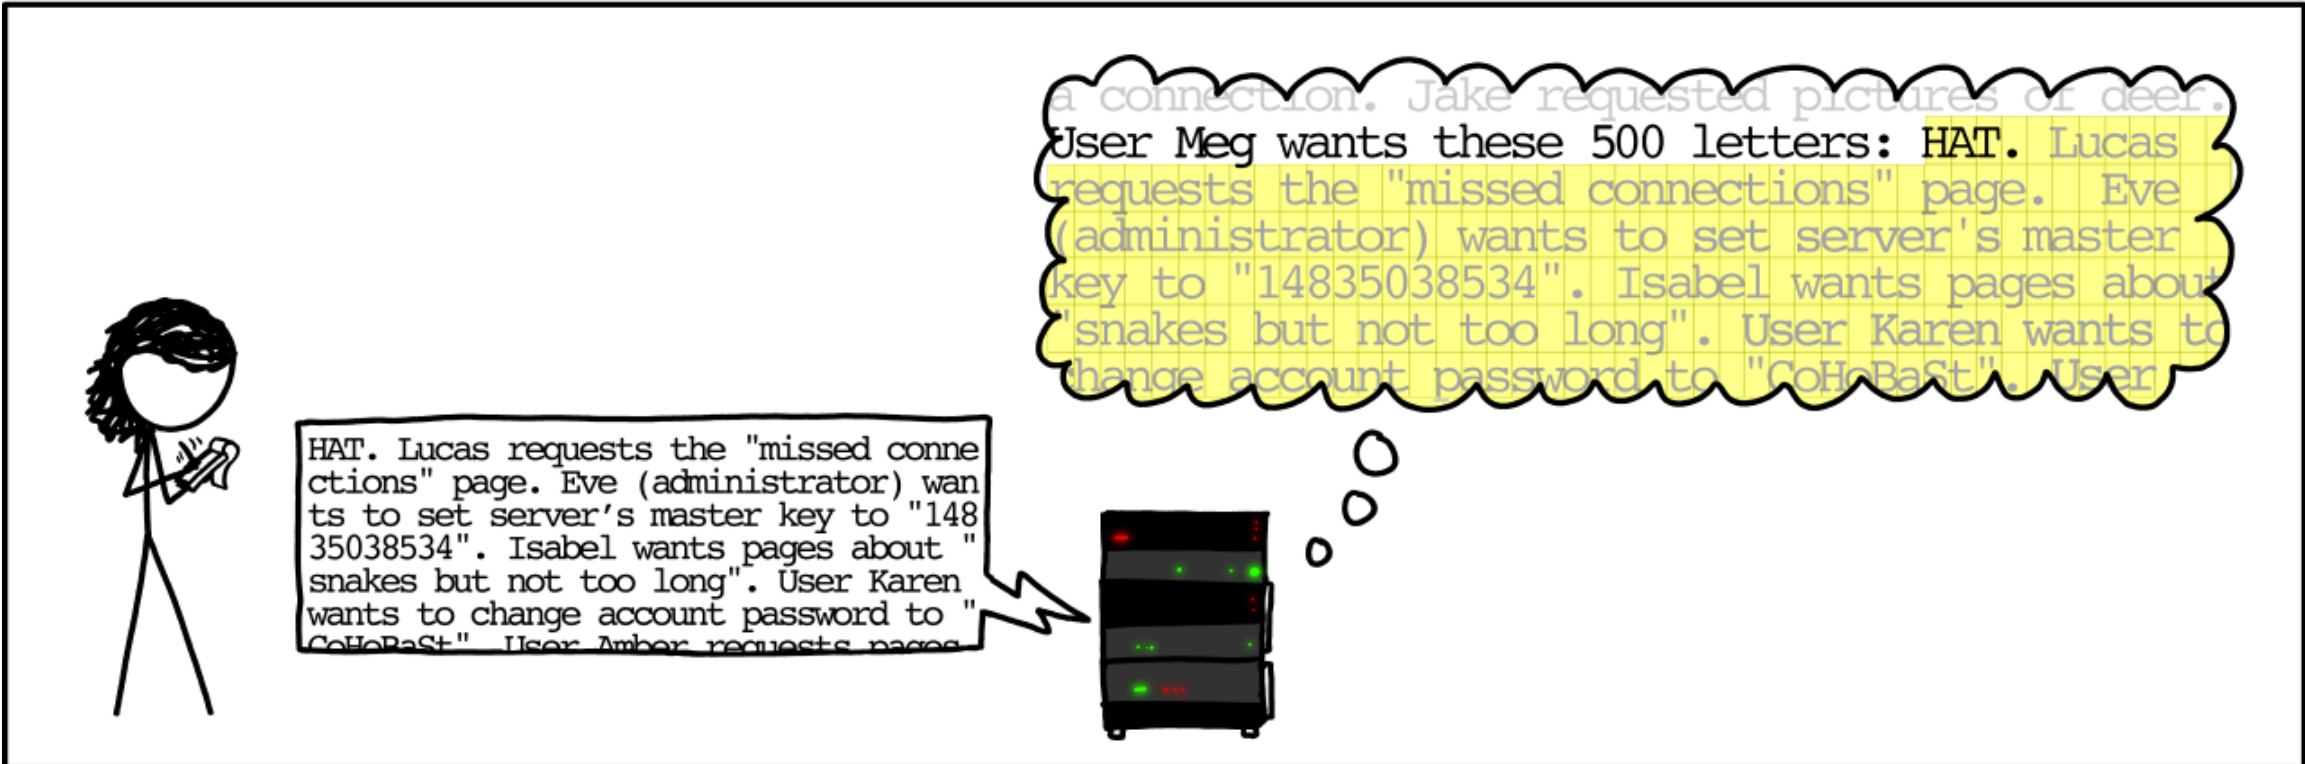 a connection. Jake requested pictures of deer.
User Meg wants these 500 letters: HAT. Lucas
requests the "missed connections" page. Eve
(administrator) wants to set server's master
key to "14835038534". Isabel wants pages about
"snakes but not too long". User Karen wants to
change account password to "CoHoBaSt". User
HAT. Lucas requests the "missed conne
ctions" page. Eve (administrator) wan
ts to set server's master key to "148
35038534". Isabel wants pages about "
snakes but not too long". User Karen
wants to change account password to "
CoHoBaSt". User Amber requests pages